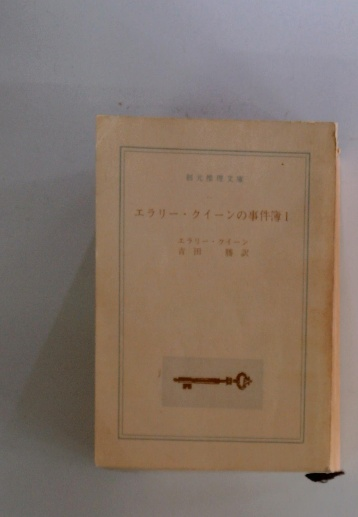 創元推理文庫
エラリー・クイーンの事件簿1
エラリー・クイーン
青田　勝訳